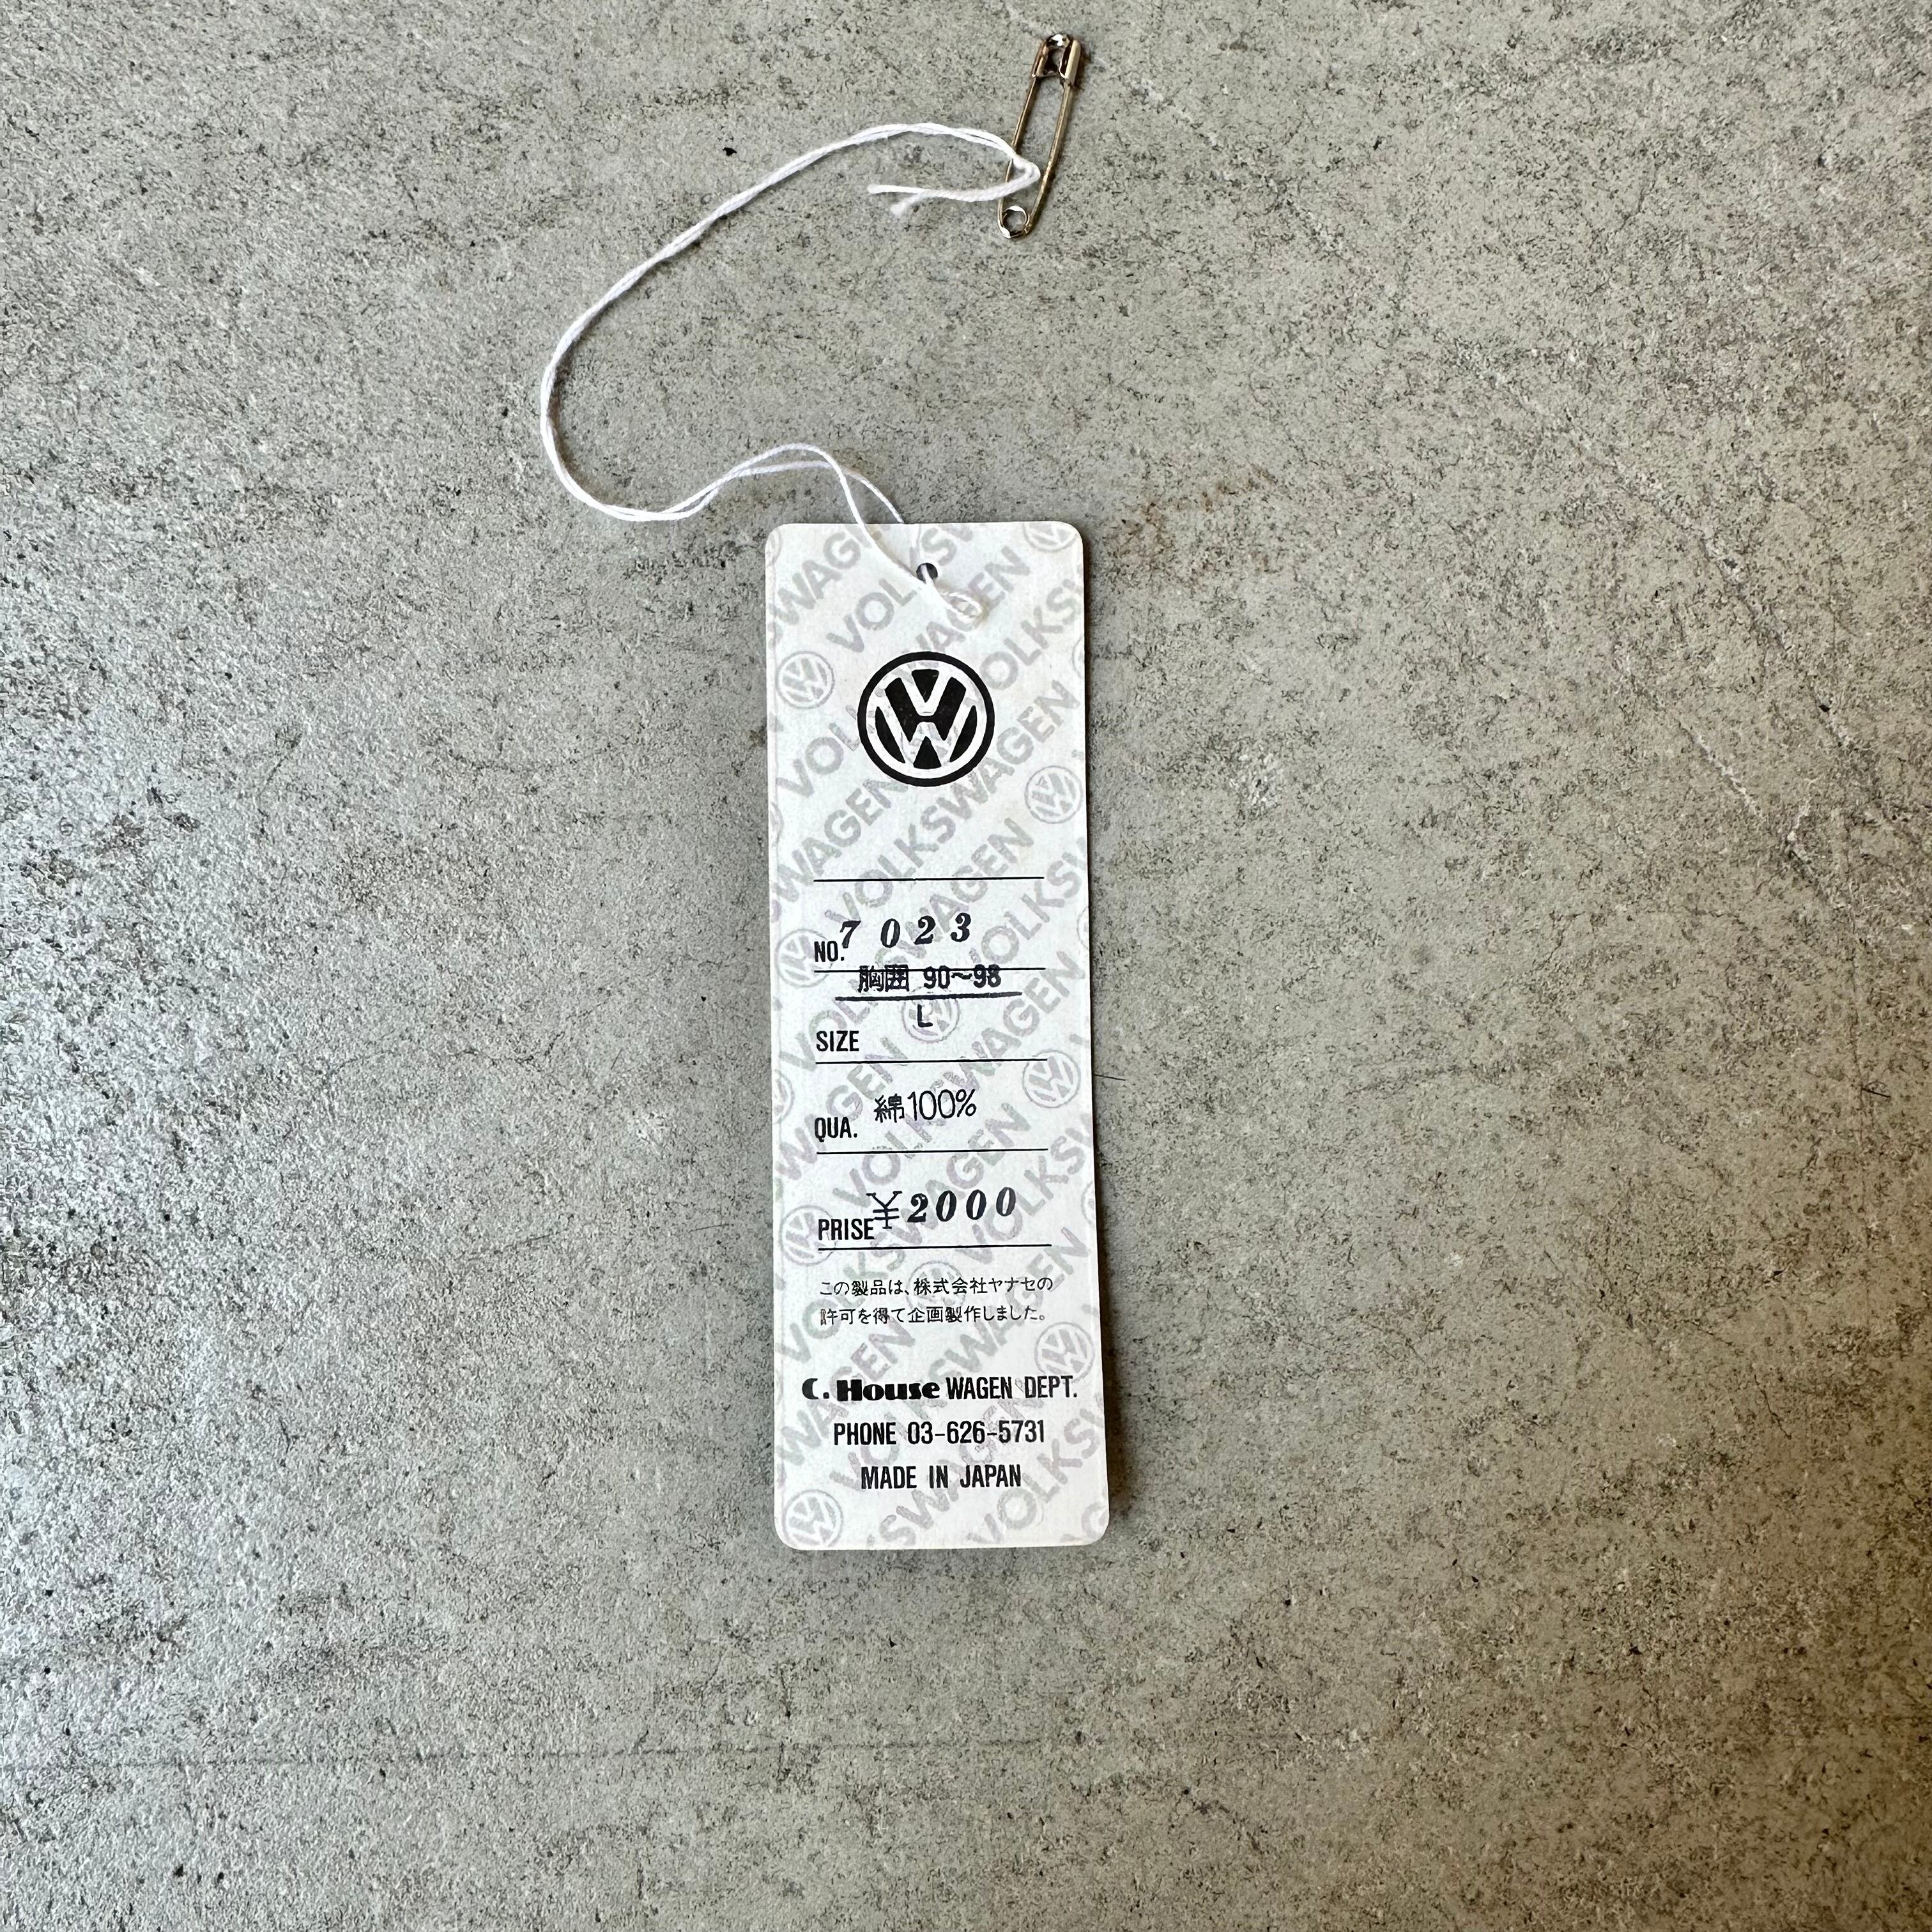 NO. 7023
胸囲 90~98
L
SIZE
QUA. 綿100%
PRISE ¥2000
この製品は、株式会社ヤナセの
許可を得て企画製作しました。
C. House WAGEN DEPT.
PHONE 03-626-5731
MADE IN JAPAN